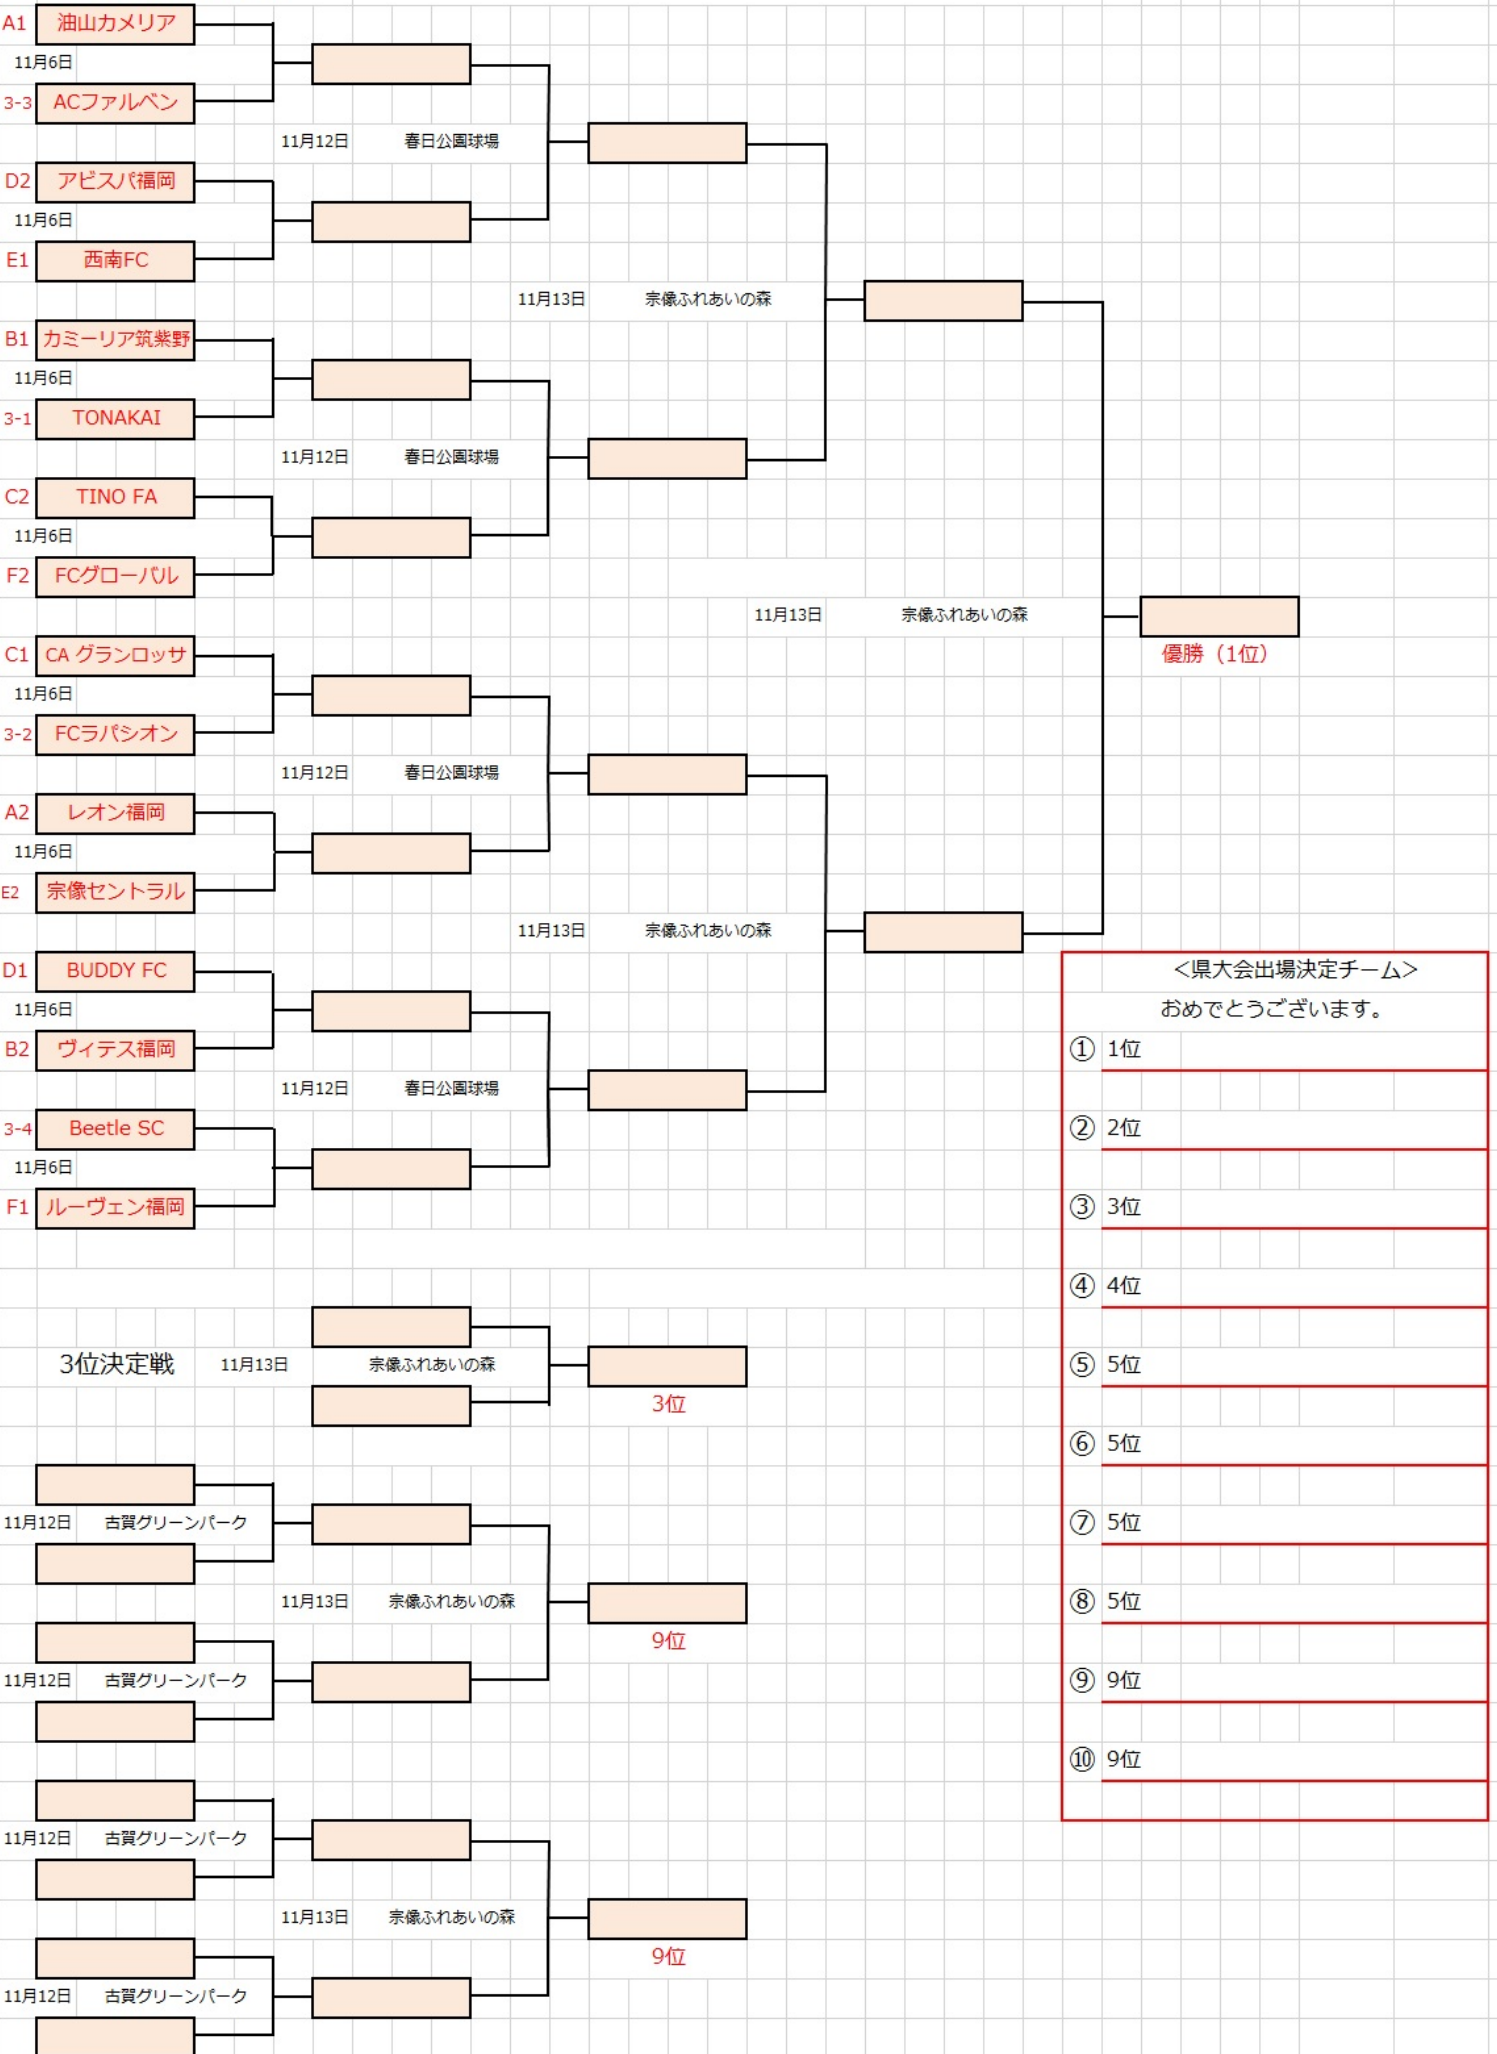 A1 油山カメリア
11月6日
3-3 ACファルベン
11月12日 春日公園球場
D2 アビスパ福岡
11月6日
E1 西南FC
11月13日 宗像ふれあいの森
B1 カミーリア筑紫野
11月6日
3-1 TONAKAI
11月12日 春日公園球場
C2 TINO FA
11月6日
F2 FCグローバル
11月13日 宗像ふれあいの森
優勝（1位）
C1 CA グランロッサ
11月6日
3-2 FCラパシオン
11月12日 春日公園球場
A2 レオン福岡
11月6日
E2 宗像セントラル
11月13日 宗像ふれあいの森
D1 BUDDY FC
11月6日
B2 ヴィテス福岡
11月12日 春日公園球場
3-4 Beetle SC
11月6日
F1 ルーヴェン福岡
＜県大会出場決定チーム＞
おめでとうございます。
① 1位
② 2位
③ 3位
④ 4位
⑤ 5位
⑥ 5位
⑦ 5位
⑧ 5位
⑨ 9位
⑩ 9位
3位決定戦 11月13日 宗像ふれあいの森
3位
11月12日 古賀グリーンパーク
11月13日 宗像ふれあいの森
9位
11月12日 古賀グリーンパーク
11月12日 古賀グリーンパーク
11月13日 宗像ふれあいの森
9位
11月12日 古賀グリーンパーク